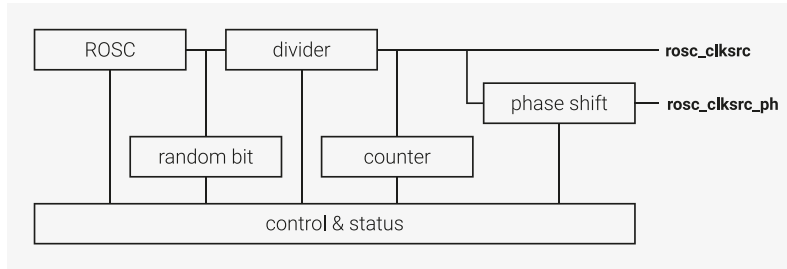 ROSC
divider
rosc_clksrc
phase shift
rosc_clksrc_ph
random bit
counter
control & status